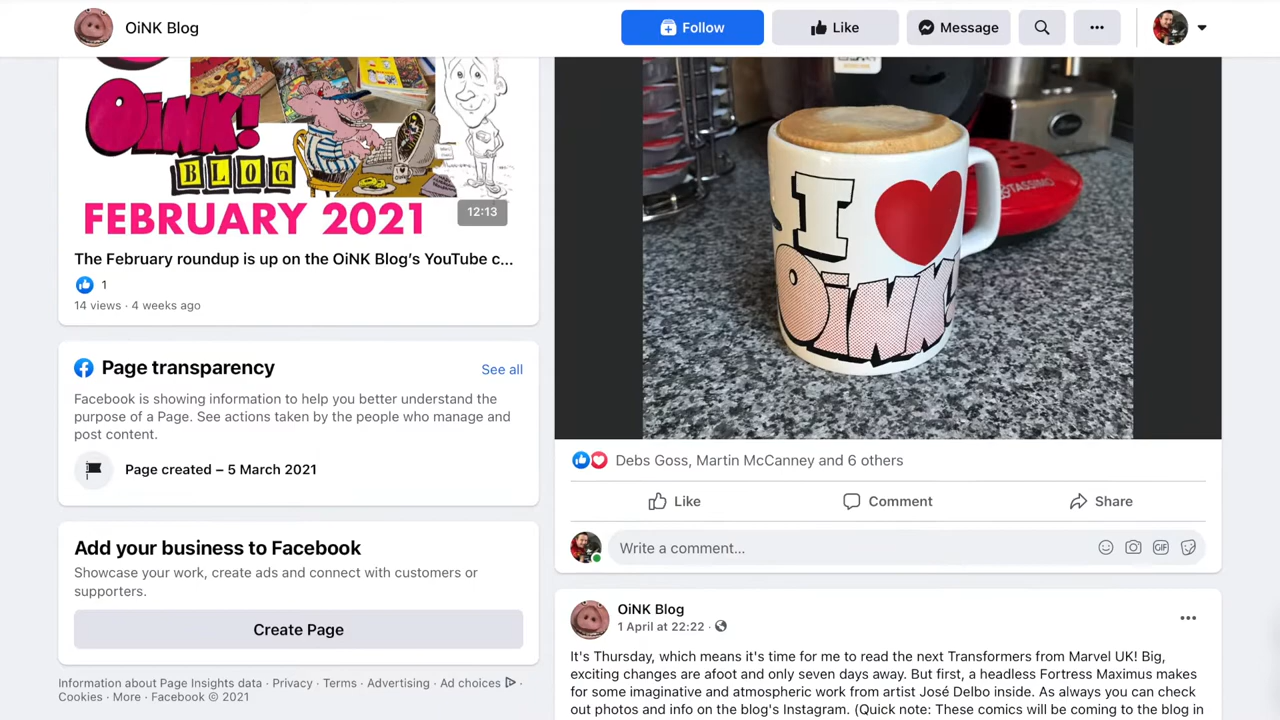 OiNK Blog
Follow
Like
Message
OiNK!
BLOG
FEBRUARY 2021
12:13
The February roundup is up on the OiNK Blog's YouTube c...
1
14 views · 4 weeks ago
Page transparency
See all
Facebook is showing information to help you better understand the
purpose of a Page. See actions taken by the people who manage and
post content.
Page created – 5 March 2021
Add your business to Facebook
Showcase your work, create ads and connect with customers or
supporters.
Create Page
Information about Page Insights data · Privacy · Terms · Advertising · Ad choices ·
Cookies · More · Facebook © 2021
I
OiNK!
TASSIMO
Debs Goss, Martin McCanney and 6 others
Like
Comment
Share
Write a comment...
GIF
OiNK Blog
1 April at 22:22 ·
It's Thursday, which means it's time for me to read the next Transformers from Marvel UK! Big,
exciting changes are afoot and only seven days away. But first, a headless Fortress Maximus makes
for some imaginative and atmospheric work from artist José Delbo inside. As always you can check
out photos and info on the blog's Instagram. (Quick note: These comics will be coming to the blog in